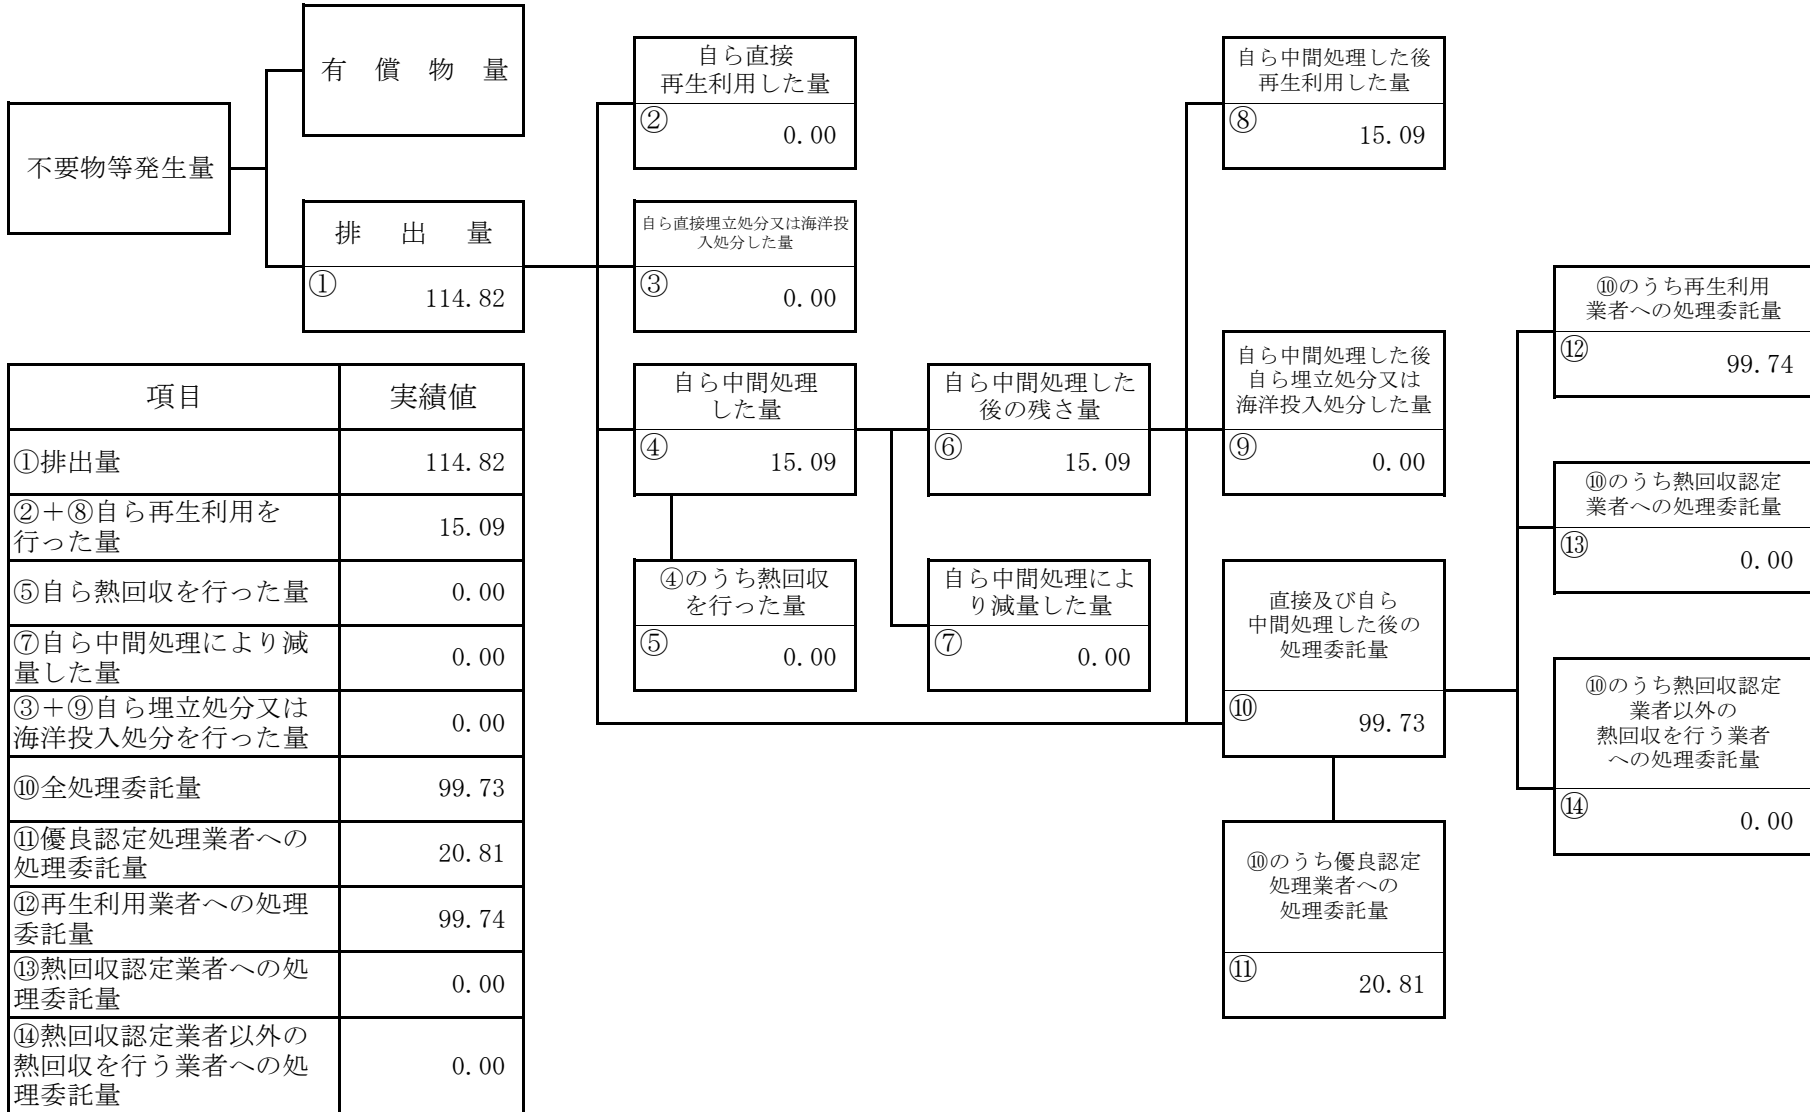 有償物量
不要物等発生量
排出量
①
114.82
自ら直接
再生利用した量
②
0.00
自ら直接埋立処分又は海洋投
入処分した量
③
0.00
自ら中間処理
した量
④
15.09
④のうち熱回収
を行った量
⑤
0.00
自ら中間処理した
後の残さ量
⑥
15.09
自ら中間処理によ
り減量した量
⑦
0.00
自ら中間処理した後
再生利用した量
⑧
15.09
自ら中間処理した後
自ら埋立処分又は
海洋投入処分した量
⑨
0.00
直接及び自ら
中間処理した後の
処理委託量
⑩
99.73
⑩のうち優良認定
処理業者への
処理委託量
⑪
20.81
⑩のうち再生利用
業者への処理委託量
⑫
99.74
⑩のうち熱回収認定
業者への処理委託量
⑬
0.00
⑩のうち熱回収認定
業者以外の
熱回収を行う業者
への処理委託量
⑭
0.00
項目 実績値
①排出量 114.82
②＋⑧自ら再生利用を
行った量 15.09
⑤自ら熱回収を行った量 0.00
⑦自ら中間処理により減
量した量 0.00
③＋⑨自ら埋立処分又は
海洋投入処分を行った量 0.00
⑩全処理委託量 99.73
⑪優良認定処理業者への
処理委託量 20.81
⑫再生利用業者への処理
委託量 99.74
⑬熱回収認定業者への処
理委託量 0.00
⑭熱回収認定業者以外の
熱回収を行う業者への処 0.00
理委託量